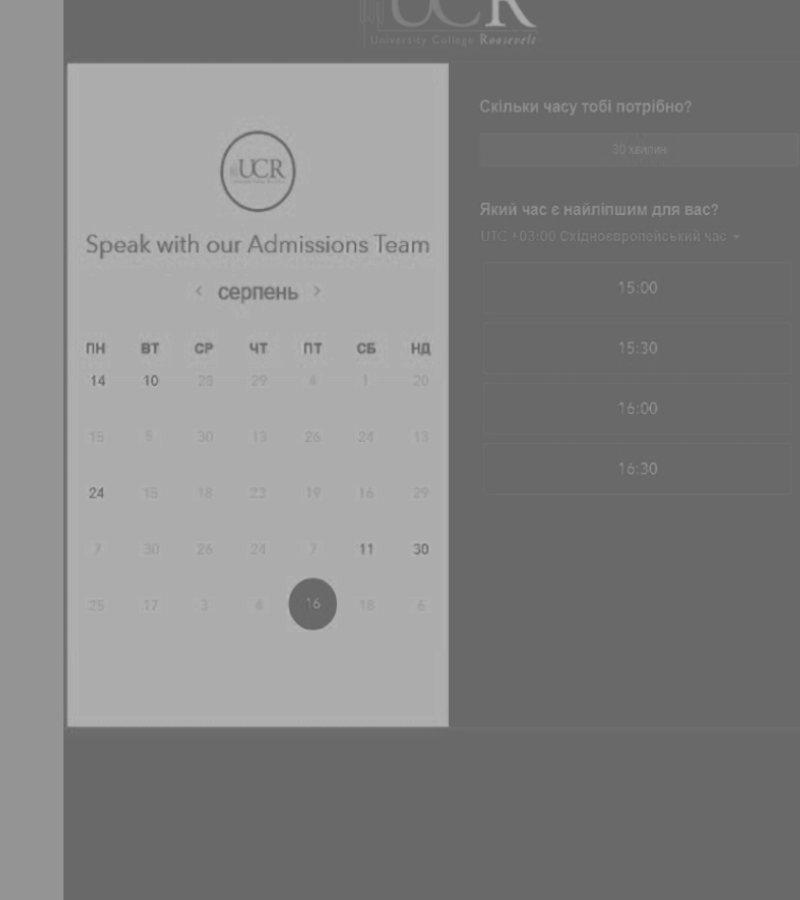 UCR
University College Roosevelt
UCR
Speak with our Admissions Team
< серпень >
ПН ВТ СР ЧТ ПТ СБ НД
14 10 28 29 4 1 20
15 5 30 13 26 24 13
24 15 18 23 19 16 29
7 30 26 24 7 11 30
25 17 3 4 16 18 6
Скільки часу тобі потрібно?
30 хвилин
Який час є найліпшим для вас?
UTC +03:00 Східноєвропейський час
15:00
15:30
16:00
16:30